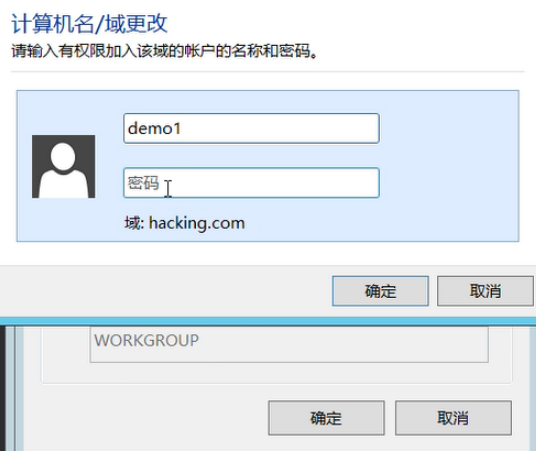 计算机名/域更改
请输入有权限加入该域的帐户的名称和密码。
demo1
密码
域: hacking.com
确定 取消
WORKGROUP
确定 取消